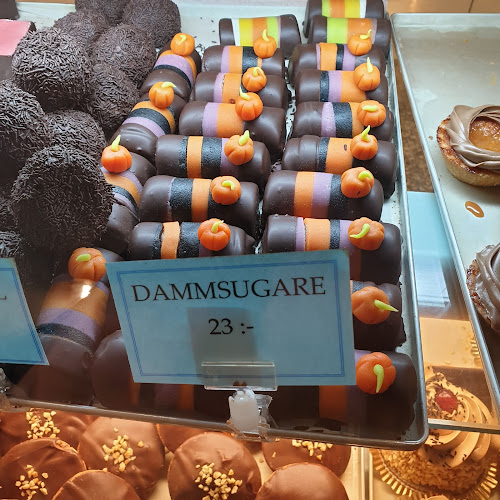 L
DAMMSUGARE
23 :-